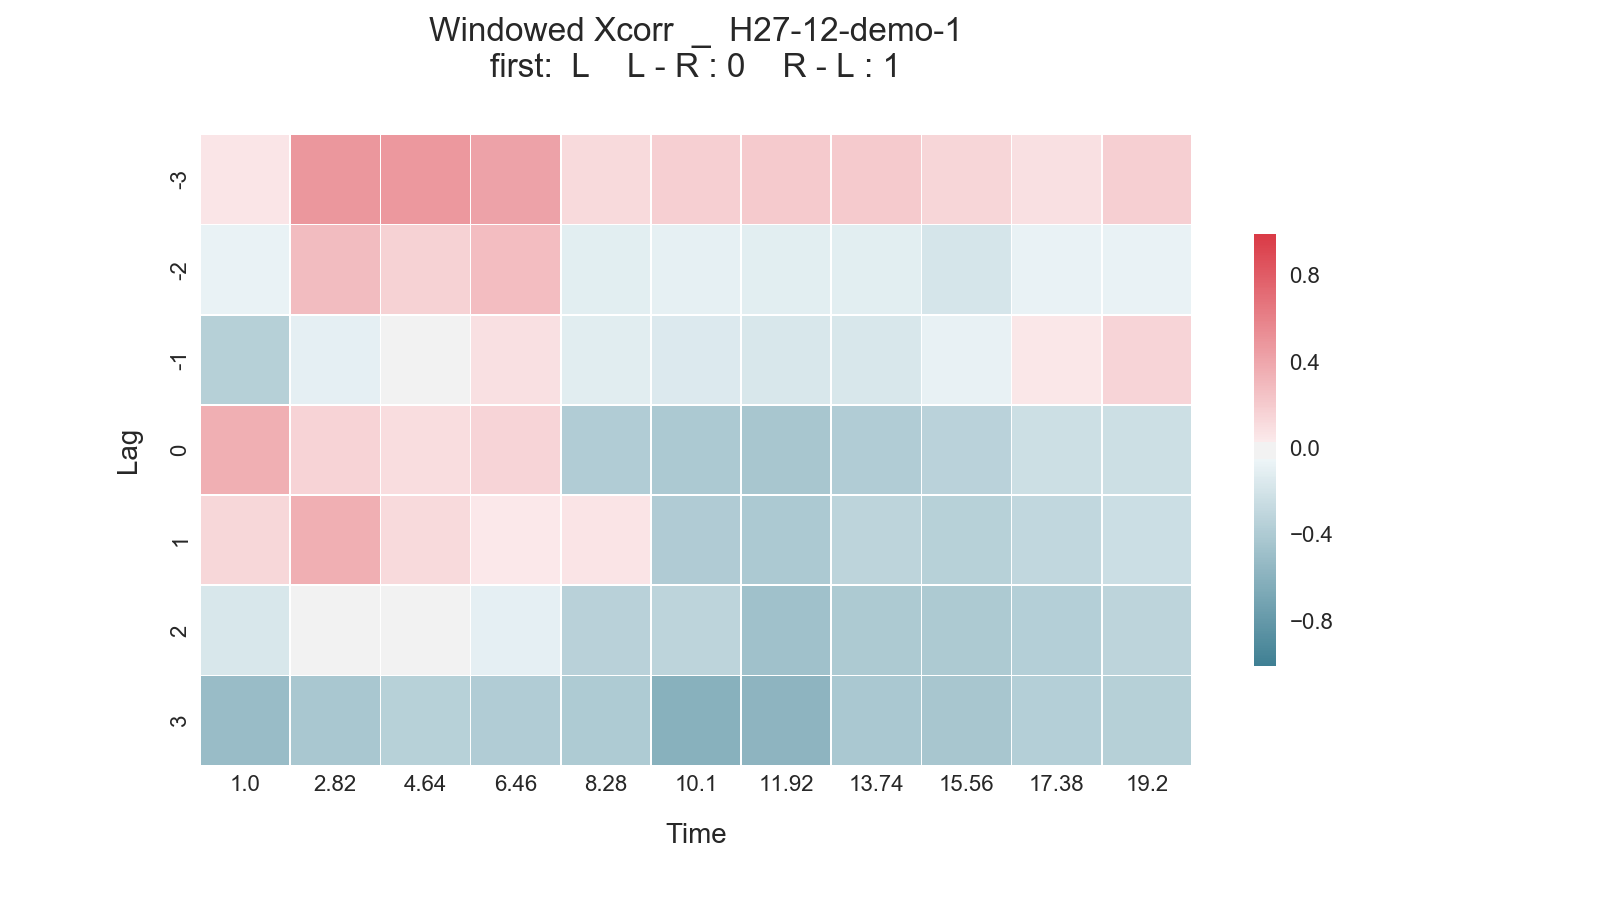 Windowed Xcorr _ H27-12-demo-1
first: L L - R : 0 R - L : 1
Lag
-3
-2
-1
0
1
2
3
1.0 2.82 4.64 6.46 8.28 10.1 11.92 13.74 15.56 17.38 19.2
Time
0.8
0.4
0.0
−0.4
−0.8